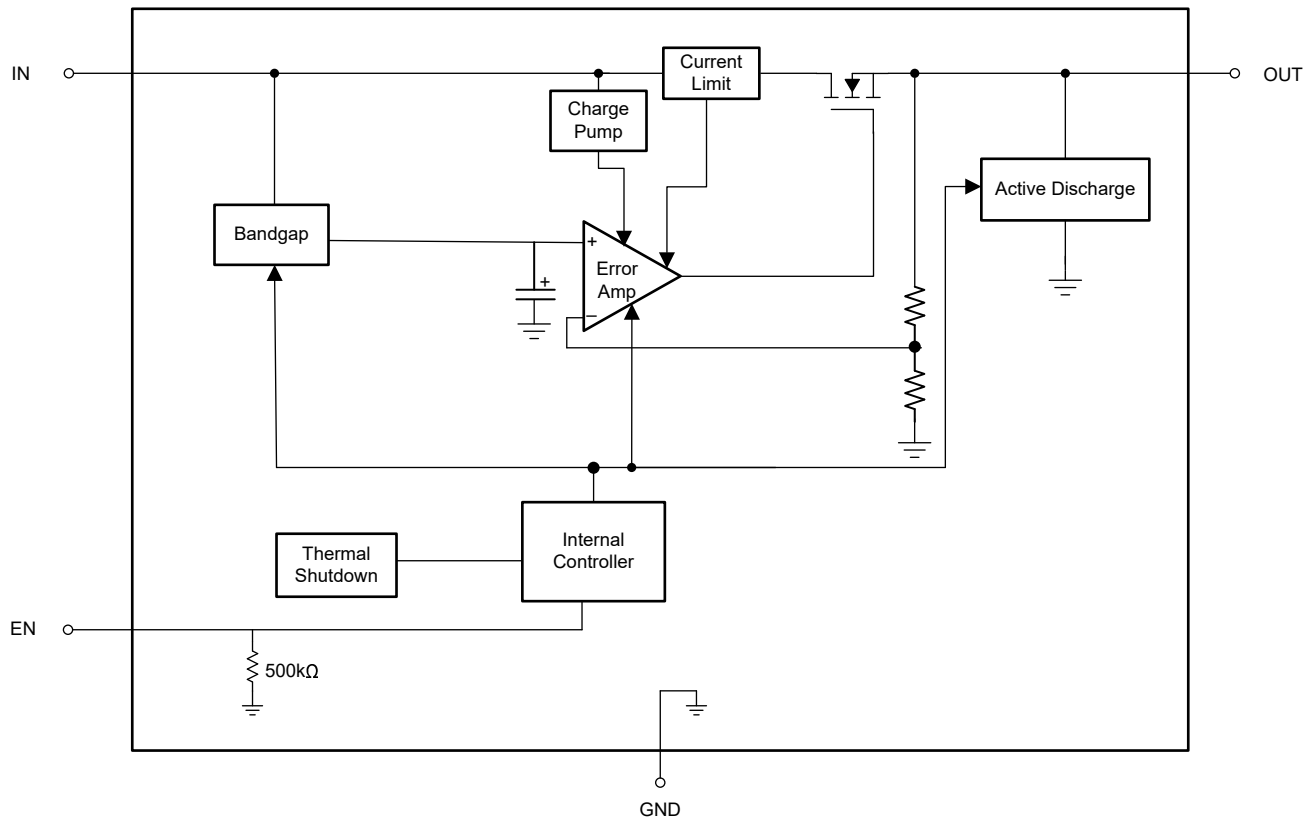 IN
Current
Limit
OUT
Charge
Pump
Active Discharge
Bandgap
+
Error
Amp
+
−
Internal
Controller
Thermal
Shutdown
EN
500kΩ
GND